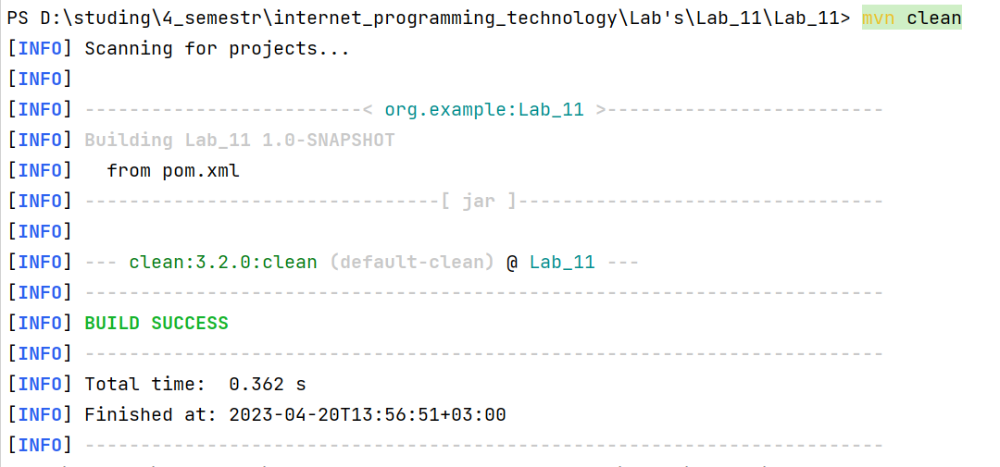 PS D:\studing\4_semestr\internet_programming_technology\Lab's\Lab_11\Lab_11> mvn clean
[INFO] Scanning for projects...
[INFO]
[INFO] -------------------------< org.example:Lab_11 >-------------------------
[INFO] Building Lab_11 1.0-SNAPSHOT
[INFO]   from pom.xml
[INFO] --------------------------------[ jar ]---------------------------------
[INFO]
[INFO] --- clean:3.2.0:clean (default-clean) @ Lab_11 ---
[INFO] ------------------------------------------------------------------------
[INFO] BUILD SUCCESS
[INFO] ------------------------------------------------------------------------
[INFO] Total time:  0.362 s
[INFO] Finished at: 2023-04-20T13:56:51+03:00
[INFO] ------------------------------------------------------------------------